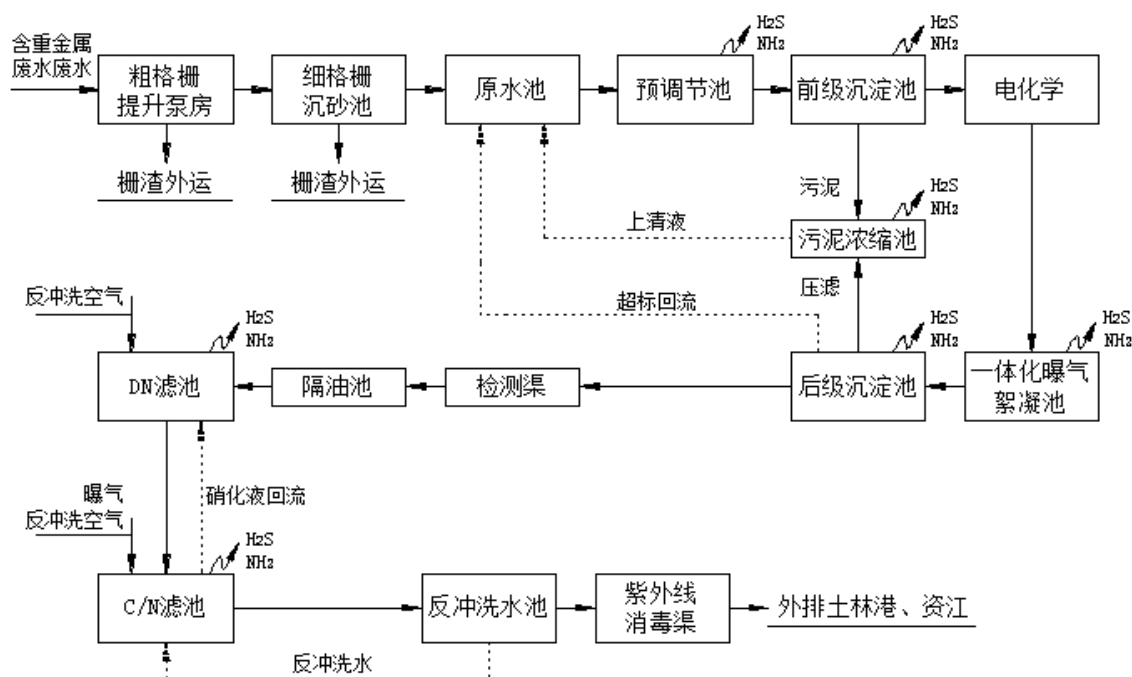 含重金属
废水废水
粗格栅
提升泵房
细格栅
沉砂池
原水池
预调节池
H2S
NH2
前级沉淀池
H2S
NH2
电化学
栅渣外运
栅渣外运
污泥
H2S
NH2
上清液
污泥浓缩池
反冲洗空气
超标回流
压滤
H2S
NH2
H2S
NH2
H2S
NH2
DN滤池
隔油池
检测渠
后级沉淀池
一体化曝气
絮凝池
曝气
反冲洗空气
硝化液回流
H2S
NH2
C/N滤池
反冲洗水池
紫外线
消毒渠
外排土林港、资江
反冲洗水